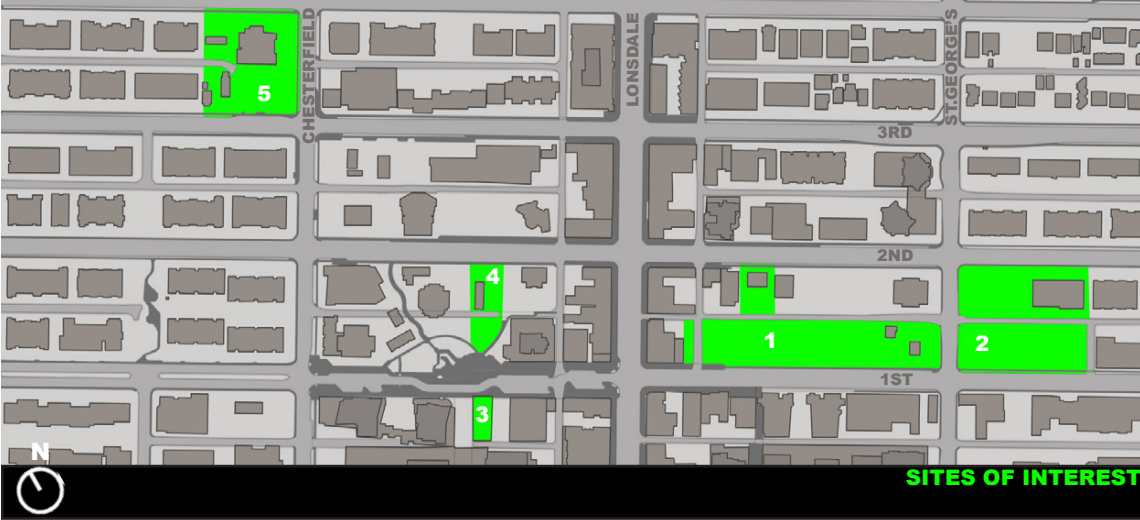 CHESTERFIELD
LONSDALE
ST.GEORGE'S
5
3RD
2ND
4
1
2
1ST
3
N
SITES OF INTEREST